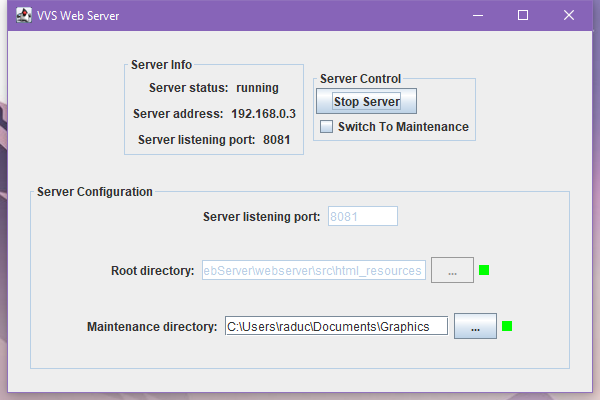 VVS Web Server
Server Info
Server status: running
Server address: 192.168.0.3
Server listening port: 8081
Server Control
Stop Server
Switch To Maintenance
Server Configuration
Server listening port: 8081
Root directory: ebServer\webserver\src\html_resources ...
Maintenance directory: C:\Users\raduc\Documents\Graphics ...